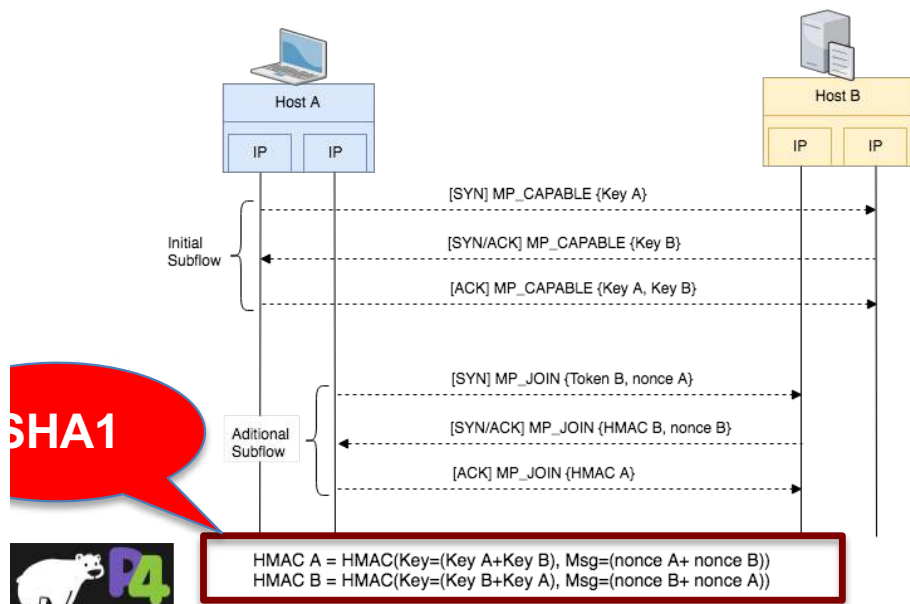 Host A
Host B
IP
IP
IP
IP
[SYN] MP_CAPABLE {Key A}
Initial
Subflow
[SYN/ACK] MP_CAPABLE {Key B}
[ACK] MP_CAPABLE {Key A, Key B}
[SYN] MP_JOIN {Token B, nonce A}
SHA1
Aditional
Subflow
[SYN/ACK] MP_JOIN {HMAC B, nonce B}
[ACK] MP_JOIN {HMAC A}
HMAC A = HMAC(Key=(Key A+Key B), Msg=(nonce A+ nonce B))
HMAC B = HMAC(Key=(Key B+Key A), Msg=(nonce B+ nonce A))
P4